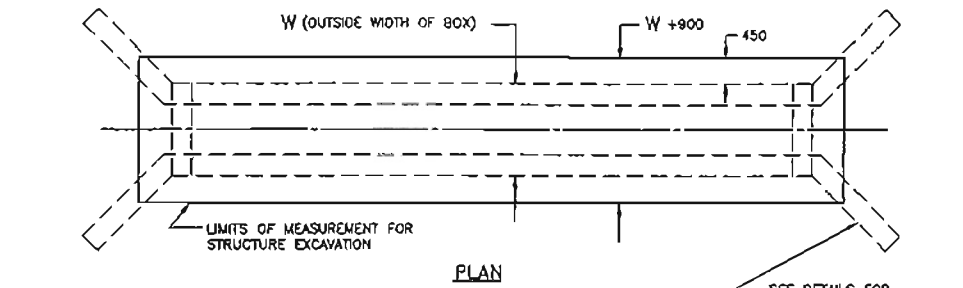 W (OUTSIDE WIDTH OF BOX)
W +900
450
LIMITS OF MEASUREMENT FOR
STRUCTURE EXCAVATION
PLAN
SEE DETAILS FOR